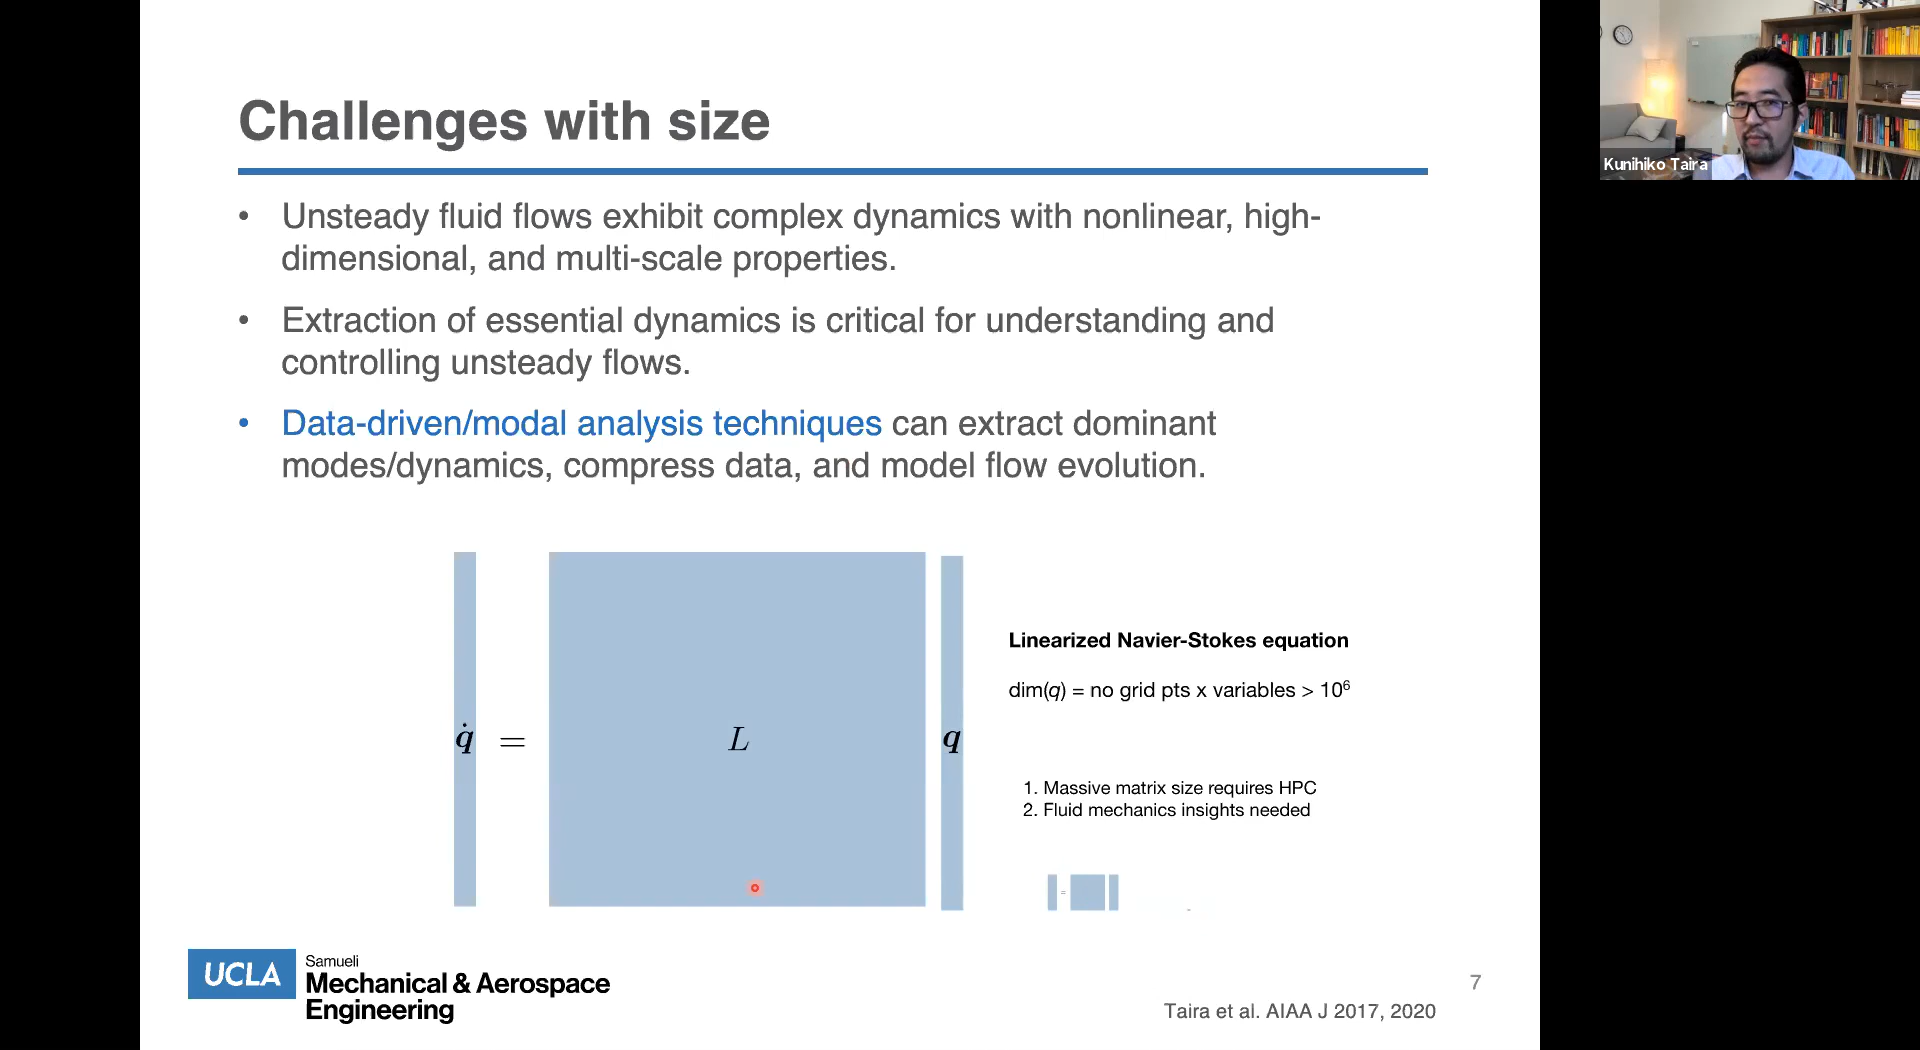 Challenges with size
• Unsteady fluid flows exhibit complex dynamics with nonlinear, high-
dimensional, and multi-scale properties.
• Extraction of essential dynamics is critical for understanding and
controlling unsteady flows.
• Data-driven/modal analysis techniques can extract dominant
modes/dynamics, compress data, and model flow evolution.
q̇ = L q
Linearized Navier-Stokes equation
dim(q) = no grid pts x variables > 10⁶
1. Massive matrix size requires HPC
2. Fluid mechanics insights needed
=
UCLA
Samueli
Mechanical & Aerospace
Engineering
7
Taira et al. AIAA J 2017, 2020
Kunihiko Taira